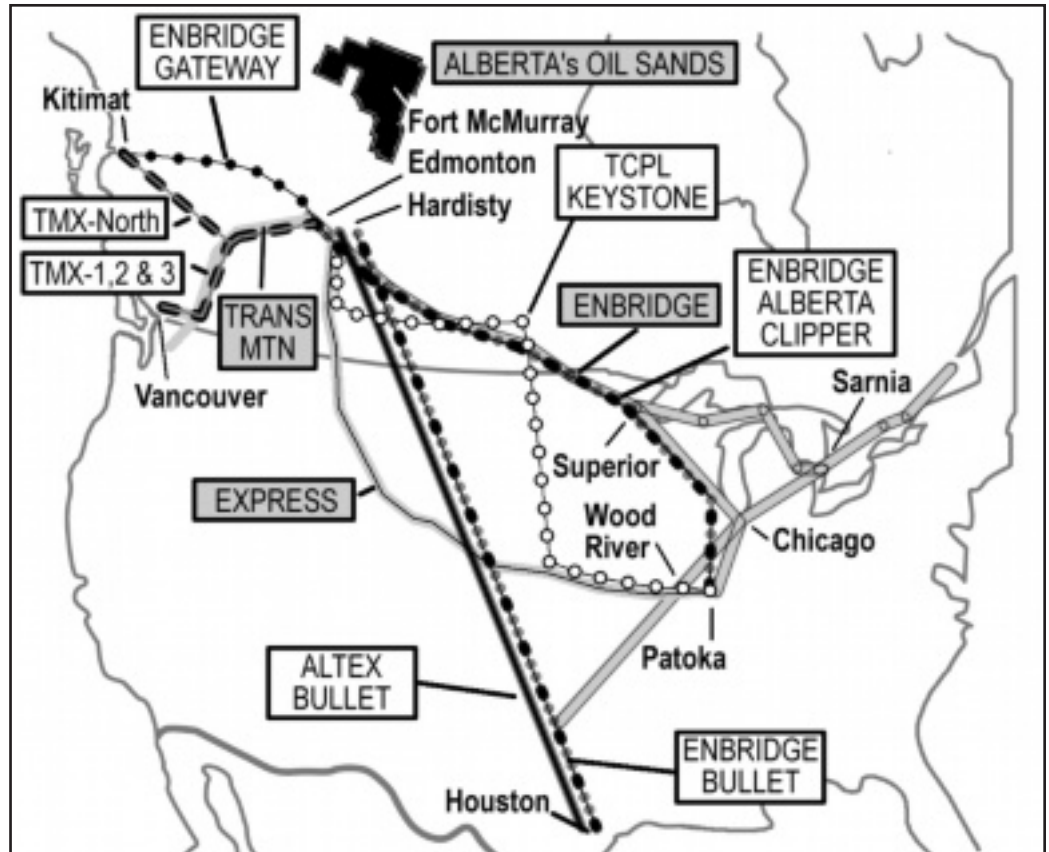 ENBRIDGE
GATEWAY
ALBERTA's OIL SANDS
Kitimat
Fort McMurray
Edmonton
Hardisty
TCPL
KEYSTONE
TMX-North
TMX-1,2 & 3
TRANS
MTN
ENBRIDGE
ENBRIDGE
ALBERTA
CLIPPER
Vancouver
Sarnia
Superior
EXPRESS
Wood
River
Chicago
Patoka
ALTEX
BULLET
ENBRIDGE
BULLET
Houston